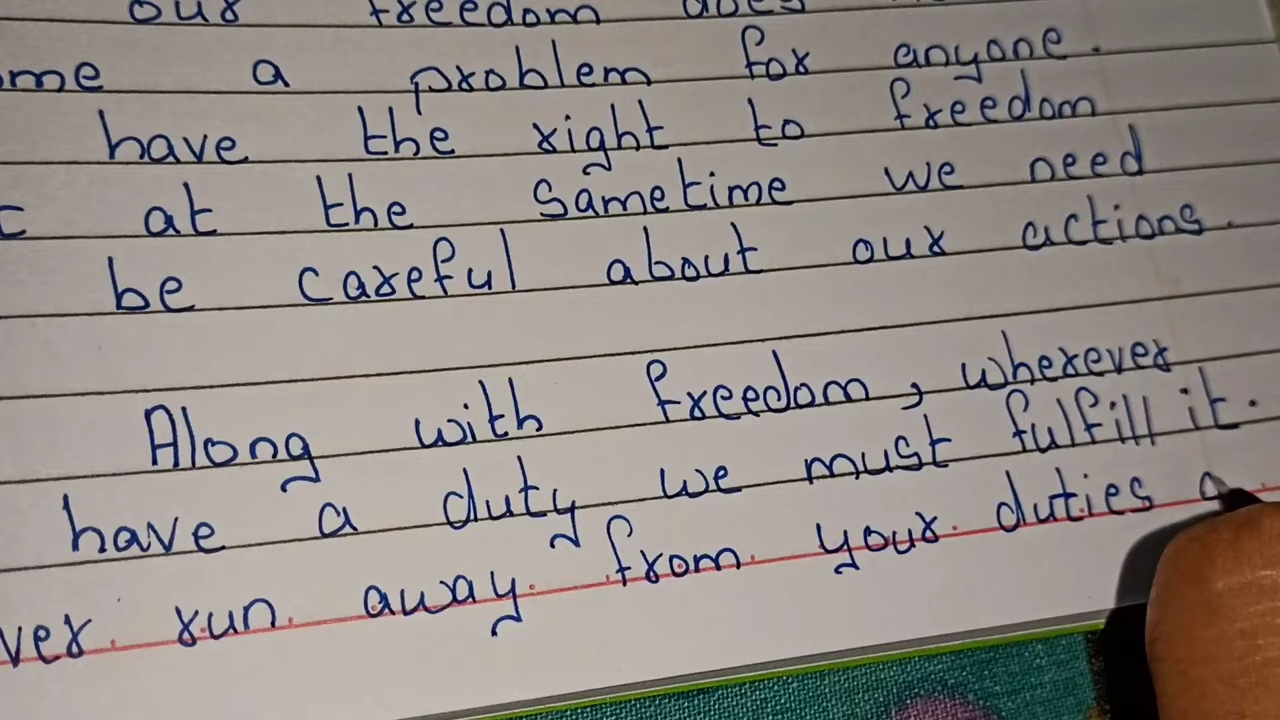 our freedom does
me a problem for anyone.
have the right to freedom
at the sametime we need
be careful about our actions.
Along with freedom, wherever
have a duty we must fulfill it.
ver run away from your duties